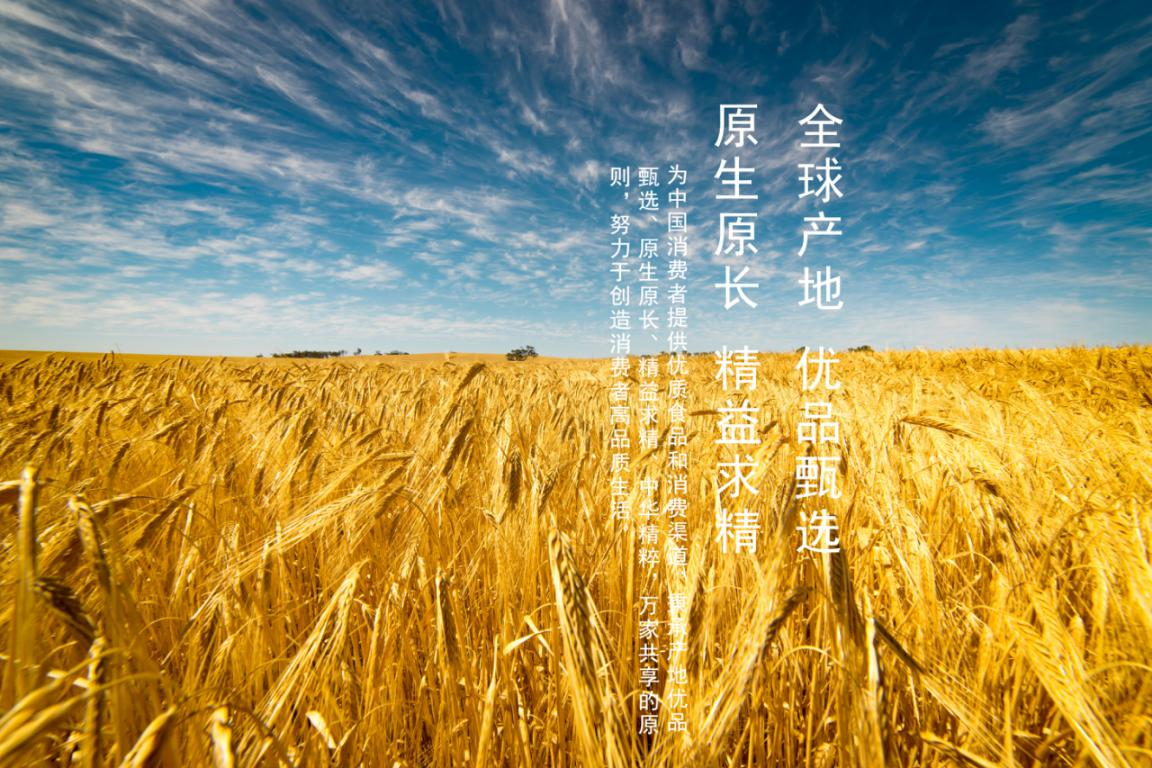 全球产地 优品甄选
原生原长 精益求精
为中国消费者提供优质食品和消费渠道、秉承产地优品
甄选、原生原长、精益求精、中华精粹，万家共享的原
则，努力于创造消费者高品质生活